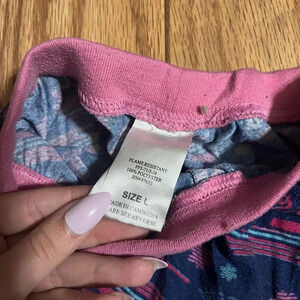 FLAME RESISTANT
100% POLYESTER
SIZE L
MADE IN CAMBODIA
CARE SEE REVERSE